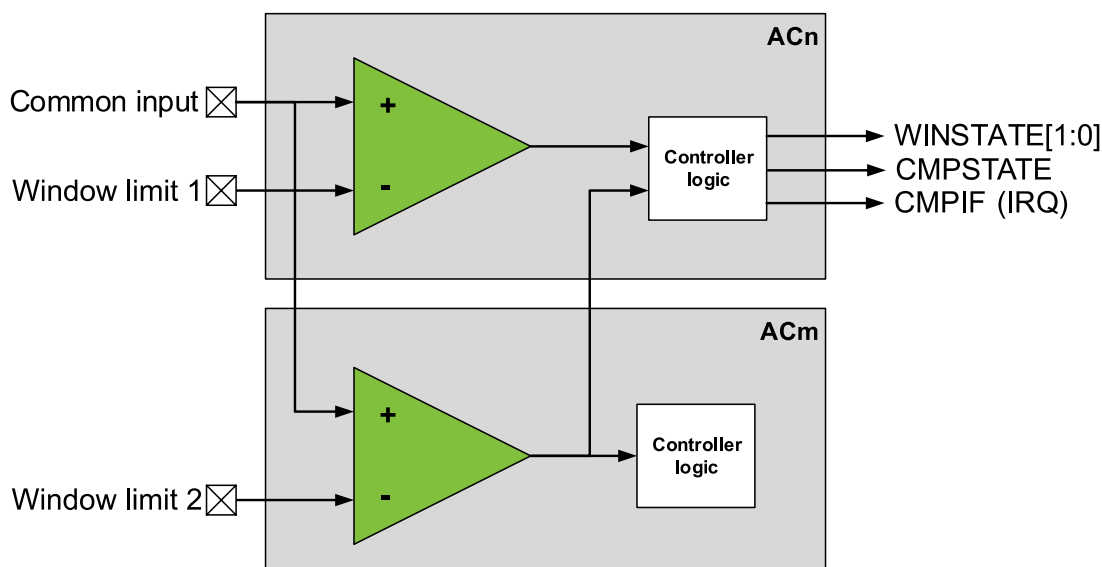 ACn
Common input
+
Window limit 1
-
Controller
logic
WINSTATE[1:0]
CMPSTATE
CMPIF (IRQ)
ACm
+
Controller
logic
Window limit 2
-